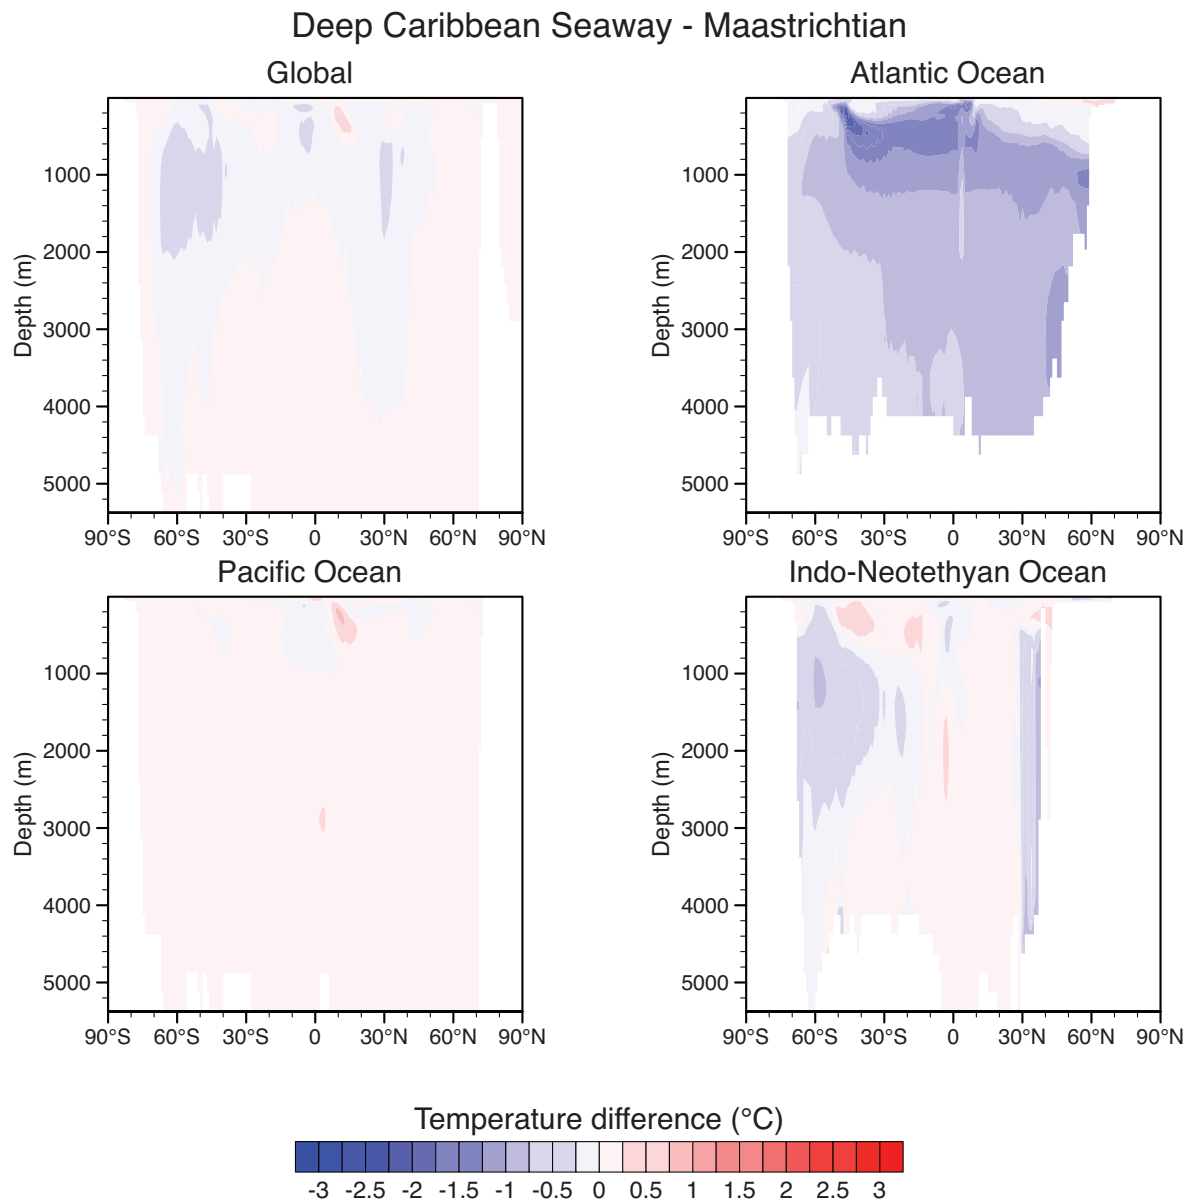 Deep Caribbean Seaway - Maastrichtian
Global
Atlantic Ocean
Depth (m)
1000
2000
3000
4000
5000
90°S 60°S 30°S 0 30°N 60°N 90°N
Depth (m)
1000
2000
3000
4000
5000
90°S 60°S 30°S 0 30°N 60°N 90°N
Pacific Ocean
Indo-Neotethyan Ocean
Depth (m)
1000
2000
3000
4000
5000
90°S 60°S 30°S 0 30°N 60°N 90°N
Depth (m)
1000
2000
3000
4000
5000
90°S 60°S 30°S 0 30°N 60°N 90°N
Temperature difference (°C)
-3 -2.5 -2 -1.5 -1 -0.5 0 0.5 1 1.5 2 2.5 3